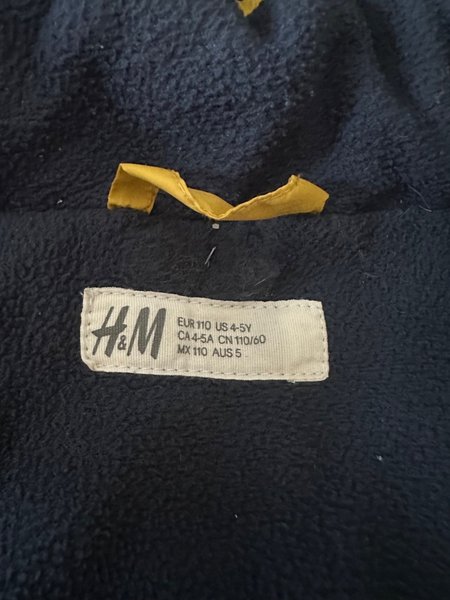 H&M
EUR 110 US 4-5Y
CA 4-5A CN 110/60
MX 110 AUS 5